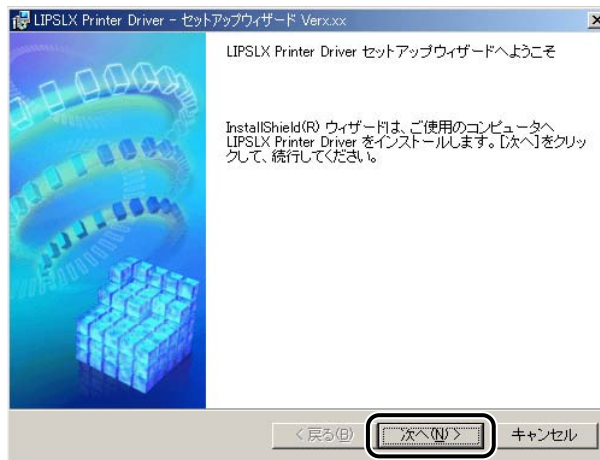 LIPSLX Printer Driver - セットアップウィザード Verx.xx
LIPSLX Printer Driver セットアップウィザードへようこそ
InstallShield(R) ウィザードは、ご使用のコンピュータへ
LIPSLX Printer Driver をインストールします。[次へ]をクリッ
クして、続行してください。
< 戻る(B)
次へ(N) >
キャンセル